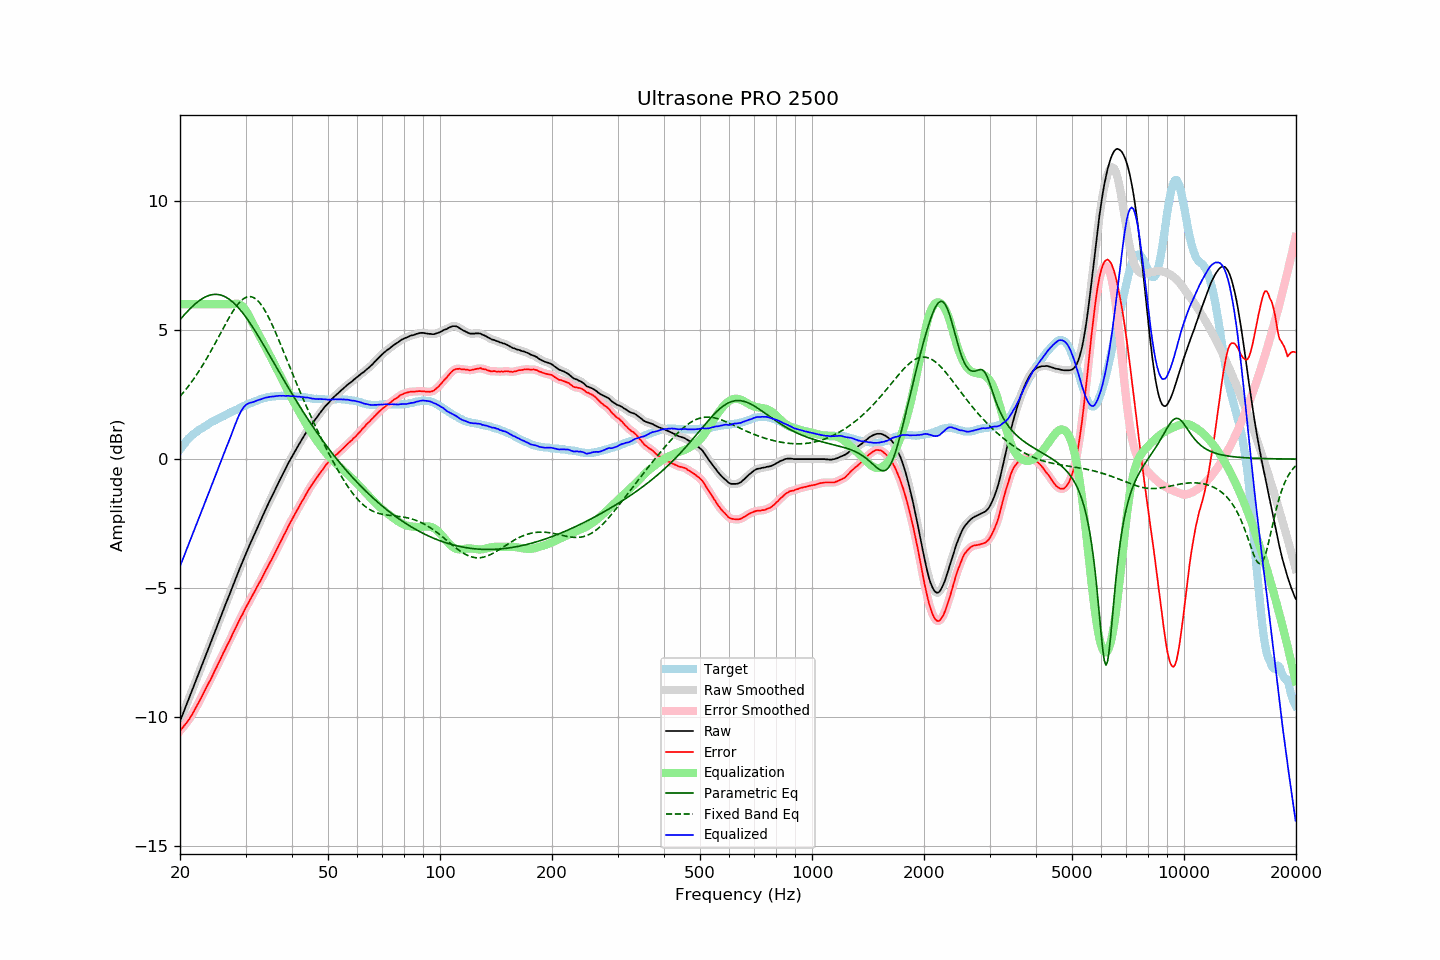 Ultrasone PRO 2500
Amplitude (dBr)
10
5
0
−5
−10
−15
Target
Raw Smoothed
Error Smoothed
Raw
Error
Equalization
Parametric Eq
Fixed Band Eq
Equalized
20 50 100 200 500 1000 2000 5000 10000 20000
Frequency (Hz)